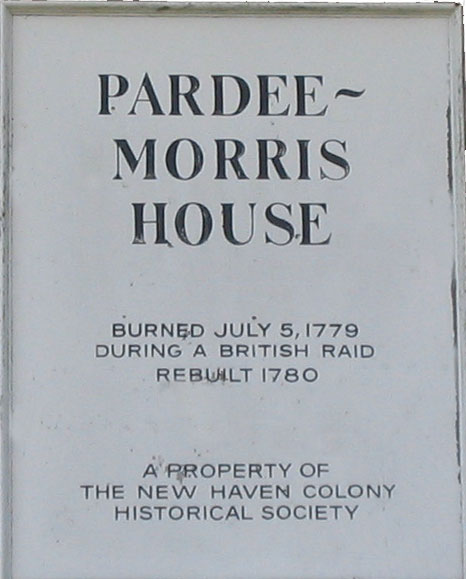 PARDEE~
MORRIS
HOUSE
BURNED JULY 5, 1779
DURING A BRITISH RAID
REBUILT 1780
A PROPERTY OF
THE NEW HAVEN COLONY
HISTORICAL SOCIETY